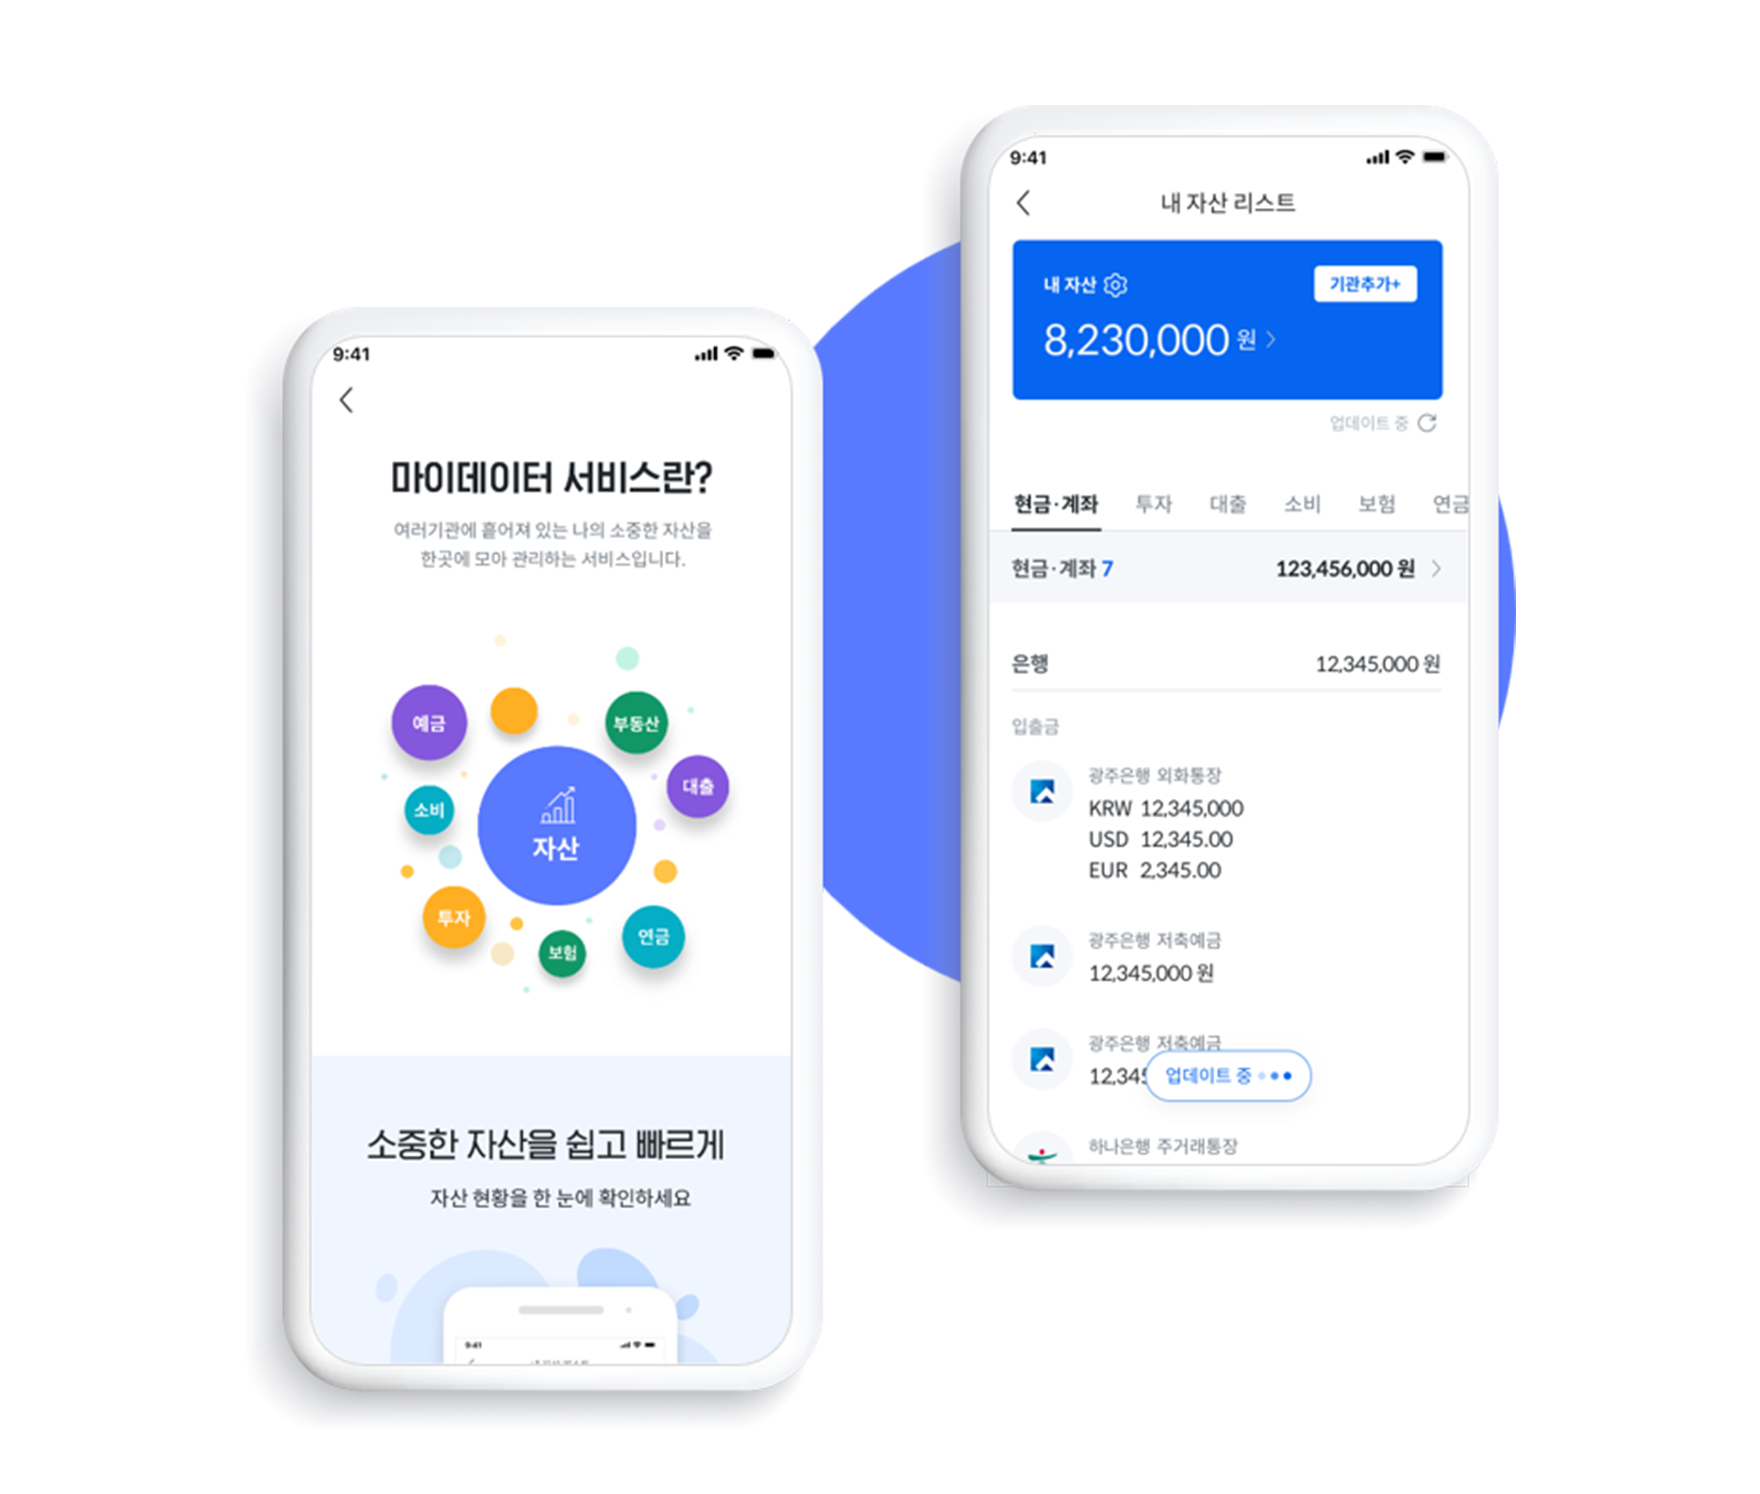 9:41
마이데이터 서비스란?
여러기관에 흩어져 있는 나의 소중한 자산을
한곳에 모아 관리하는 서비스입니다.
예금
부동산
대출
소비
자산
투자
보험
연금
소중한 자산을 쉽고 빠르게
자산 현황을 한 눈에 확인하세요
9:41
9:41
내 자산 리스트
내 자산
기관추가+
8,230,000 원
업데이트 중
현금·계좌 투자 대출 소비 보험 연금
현금·계좌 7 123,456,000 원
은행 12,345,000 원
입출금
광주은행 외화통장
KRW 12,345,000
USD 12,345.00
EUR 2,345.00
광주은행 저축예금
12,345,000 원
광주은행 저축예금
12,345
업데이트 중
하나은행 주거래통장